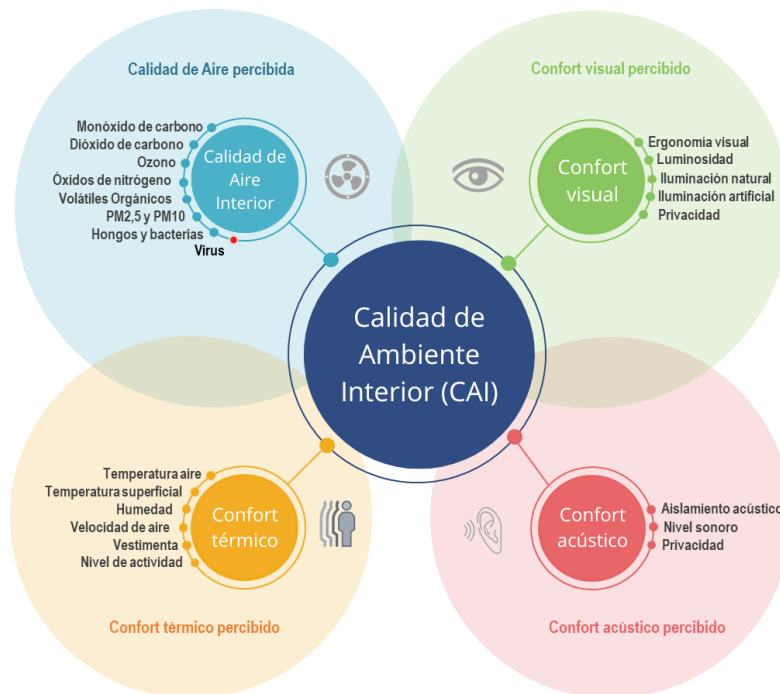 Calidad de Aire percibida
Monóxido de carbono
Dióxido de carbono
Ozono
Óxidos de nitrógeno
Volátiles Orgánicos
PM2,5 y PM10
Hongos y bacterias
Virus
Calidad de
Aire
Interior
Confort visual percibido
Confort
visual
Ergonomía visual
Luminosidad
Iluminación natural
Iluminación artificial
Privacidad
Calidad de
Ambiente
Interior (CAI)
Temperatura aire
Temperatura superficial
Humedad
Velocidad de aire
Vestimenta
Nivel de actividad
Confort
térmico
Confort térmico percibido
Confort
acústico
Aislamiento acústico
Nivel sonoro
Privacidad
Confort acústico percibido